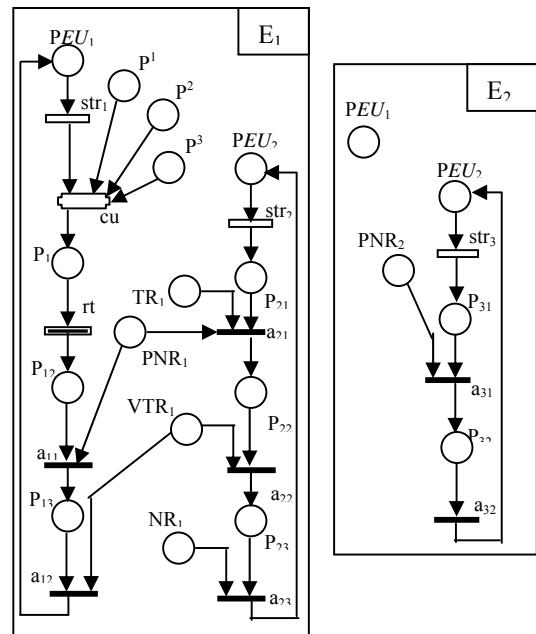 E₁
PEU₁
P¹
str₁
P²
P³
cu
P₁
rt
P₁₂
a₁₁
P₁₃
a₁₂
PEU₂
str₂
TR₁
P₂₁
a₂₁
PNR₁
VTR₁
P₂₂
a₂₂
NR₁
P₂₃
a₂₃
E₂
PEU₁
PEU₂
str₃
PNR₂
P₃₁
a₃₁
P₃₂
a₃₂